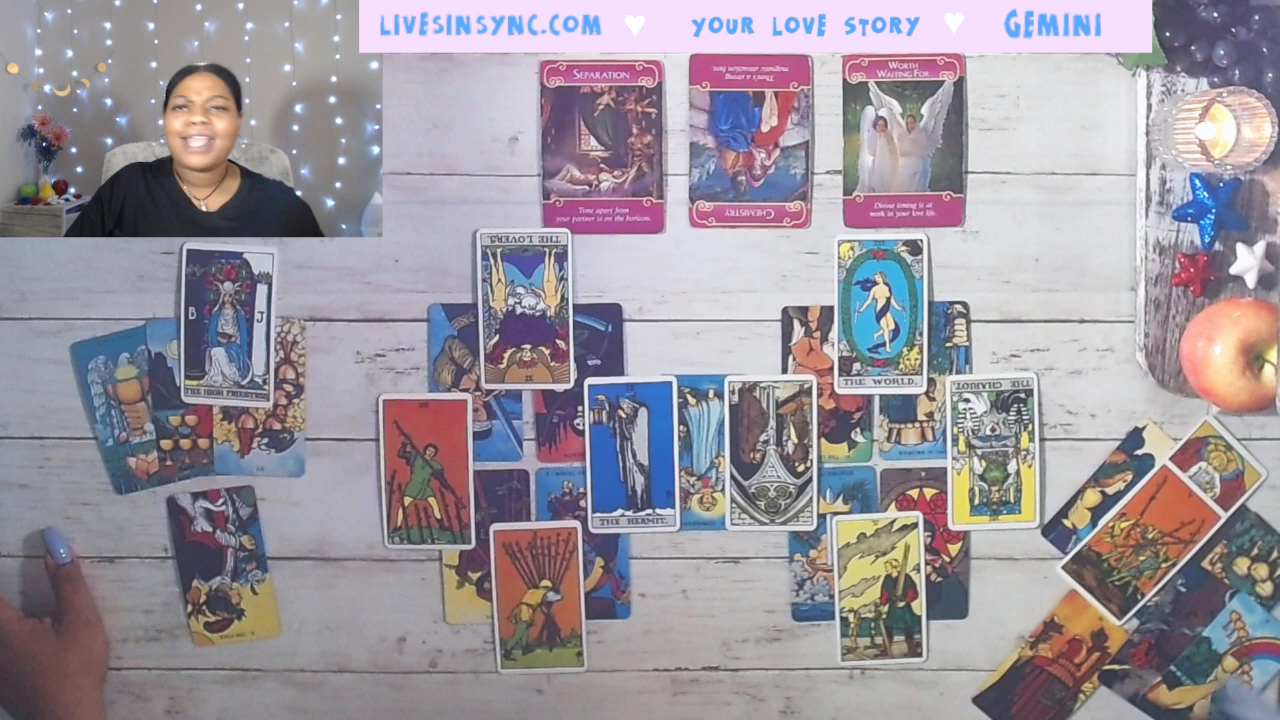 LIVESINSYNC.COM YOUR LOVE STORY GEMINI
SEPARATION
Time apart from
your partner is on the horizon.
There's a strong
magnetic attraction here.
CHEMISTRY
WORTH
WAITING FOR
Divine timing is at
work in your love life.
THE LOVERS.
VI
B J
THE HIGH PRIESTESS
THE WORLD.
THE CHARIOT.
VII
THE HERMIT.